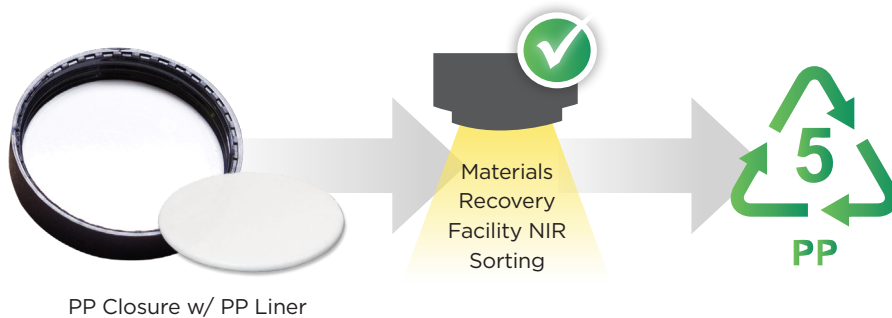 Materials
Recovery
Facility NIR
Sorting
5
PP
PP Closure w/ PP Liner